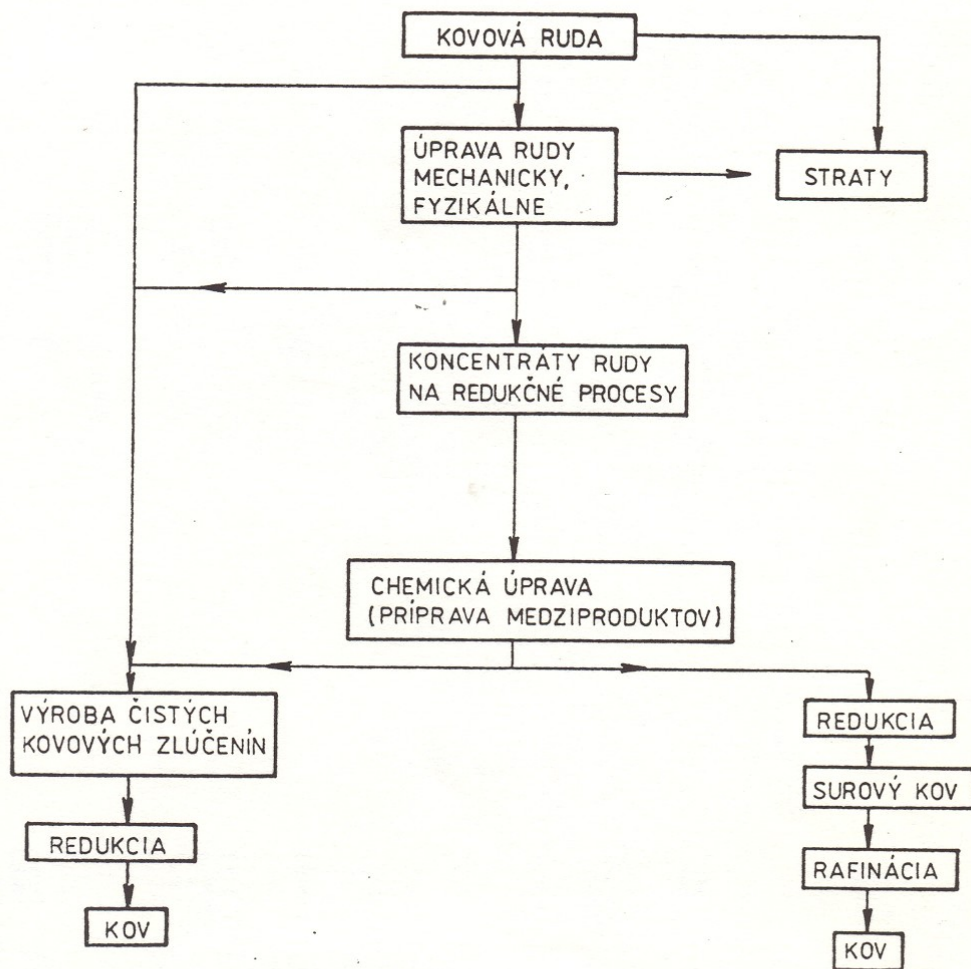 KOVOVÁ RUDA
ÚPRAVA RUDY
MECHANICKY,
FYZIKÁLNE
STRATY
KONCENTRÁTY RUDY
NA REDUKČNÉ PROCESY
CHEMICKÁ ÚPRAVA
(PRÍPRAVA MEDZIPRODUKTOV)
VÝROBA ČISTÝCH
KOVOVÝCH ZLÚČENÍN
REDUKCIA
KOV
REDUKCIA
SUROVÝ KOV
RAFINÁCIA
KOV